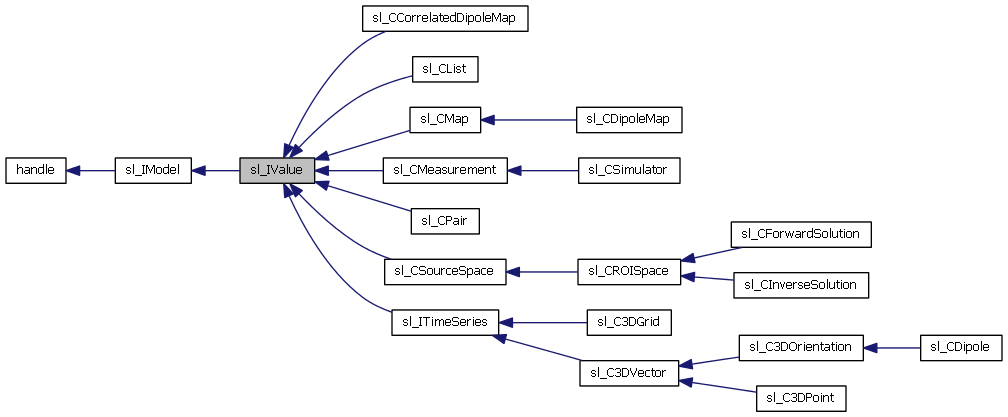 sl_CCorrelatedDipoleMap
sl_CList
sl_CMap
sl_CDipoleMap
handle
sl_IModel
sl_IValue
sl_CMeasurement
sl_CSimulator
sl_CPair
sl_CForwardSolution
sl_CSourceSpace
sl_CROISpace
sl_CInverseSolution
sl_ITimeSeries
sl_C3DGrid
sl_C3DOrientation
sl_CDipole
sl_C3DVector
sl_C3DPoint